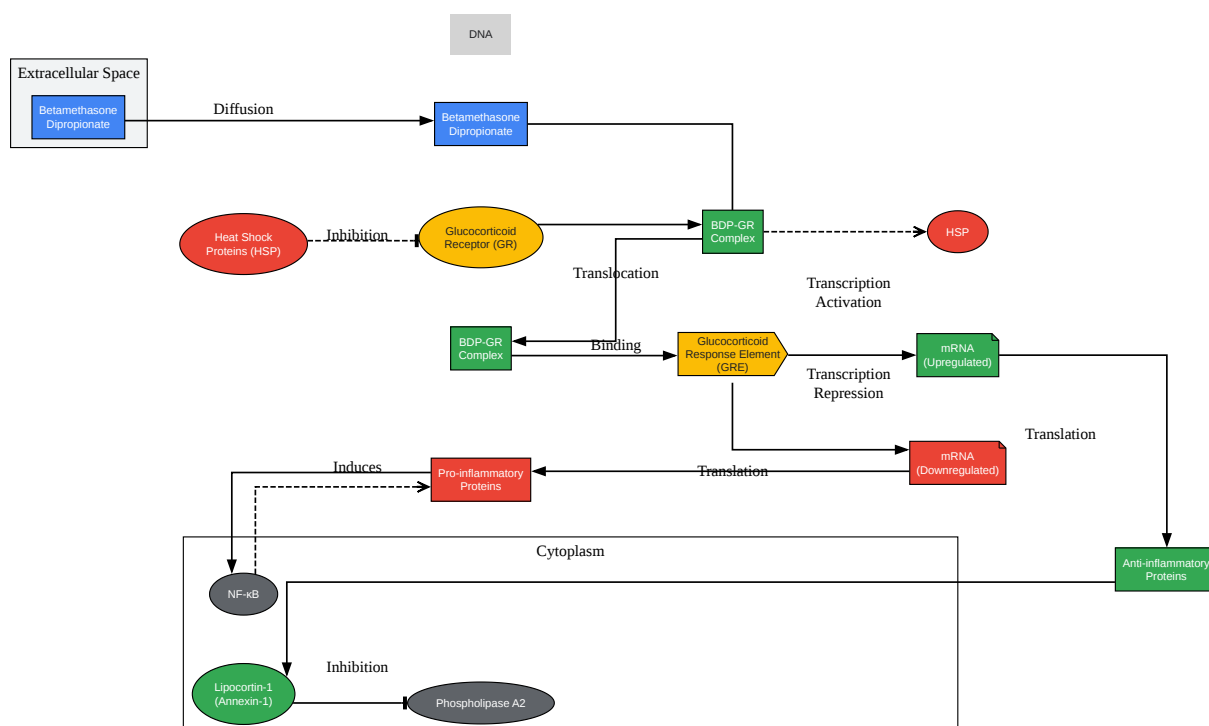 DNA
Extracellular Space
Betamethasone
Dipropionate
Diffusion
Betamethasone
Dipropionate
Heat Shock
Proteins (HSP)
Inhibition
Glucocorticoid
Receptor (GR)
BDP-GR
Complex
HSP
Translocation
Transcription
Activation
BDP-GR
Complex
Binding
Glucocorticoid
Response Element
(GRE)
mRNA
(Upregulated)
Transcription
Repression
Translation
mRNA
(Downregulated)
Translation
Induces
Pro-inflammatory
Proteins
Cytoplasm
Anti-inflammatory
Proteins
NF-κB
Inhibition
Lipocortin-1
(Annexin-1)
Phospholipase A2